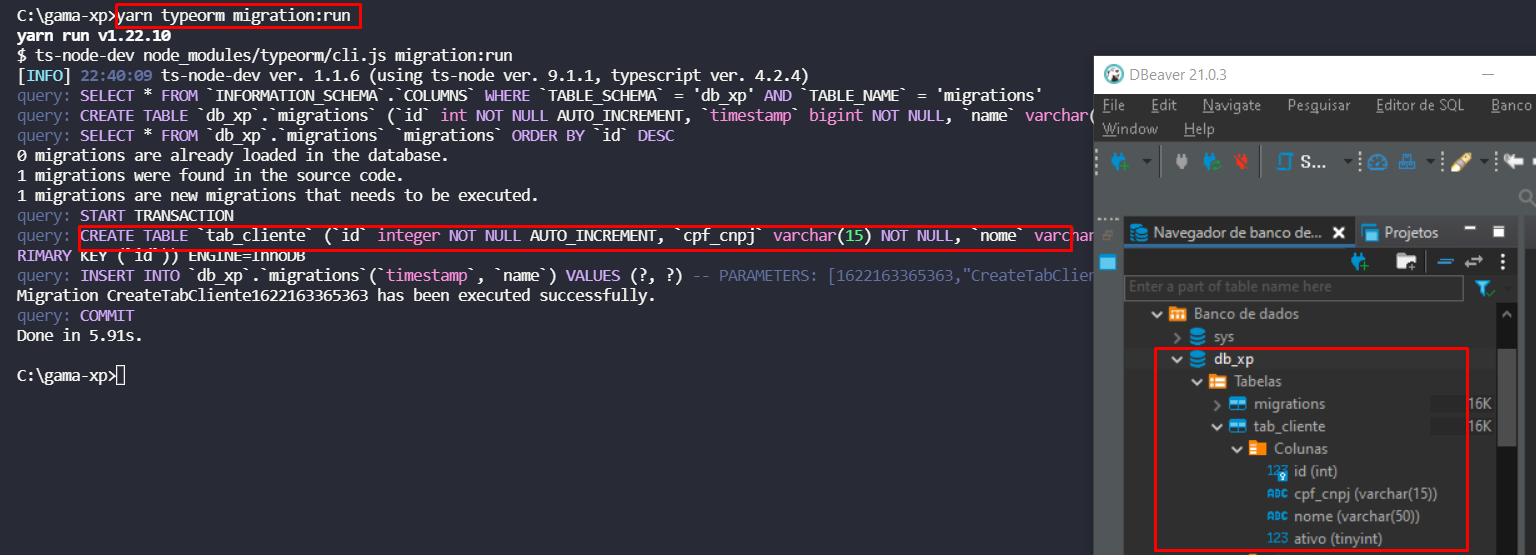 C:\gama-xp>yarn typeorm migration:run
yarn run v1.22.10
$ ts-node-dev node_modules/typeorm/cli.js migration:run
[INFO] 22:40:09 ts-node-dev ver. 1.1.6 (using ts-node ver. 9.1.1, typescript ver. 4.2.4)
query: SELECT * FROM `INFORMATION_SCHEMA`.`COLUMNS` WHERE `TABLE_SCHEMA` = 'db_xp' AND `TABLE_NAME` = 'migrations'
query: CREATE TABLE `db_xp`.`migrations` (`id` int NOT NULL AUTO_INCREMENT, `timestamp` bigint NOT NULL, `name` varchar(
query: SELECT * FROM `db_xp`.`migrations` `migrations` ORDER BY `id` DESC
0 migrations are already loaded in the database.
1 migrations were found in the source code.
1 migrations are new migrations that needs to be executed.
query: START TRANSACTION
query: CREATE TABLE `tab_cliente` (`id` integer NOT NULL AUTO_INCREMENT, `cpf_cnpj` varchar(15) NOT NULL, `nome` varchar
RIMARY KEY (`id`)) ENGINE=InnoDB
query: INSERT INTO `db_xp`.`migrations`(`timestamp`, `name`) VALUES (?, ?) -- PARAMETERS: [1622163365363,"CreateTabClien
Migration CreateTabCliente1622163365363 has been executed successfully.
query: COMMIT
Done in 5.91s.
C:\gama-xp>
DBeaver 21.0.3
File Edit Navigate Pesquisar Editor de SQL Banco
Window Help
S...
Navegador de banco de... Projetos
Enter a part of table name here
Banco de dados
sys
db_xp
Tabelas
migrations 16K
tab_cliente 16K
Colunas
123 id (int)
ABC cpf_cnpj (varchar(15))
ABC nome (varchar(50))
123 ativo (tinyint)